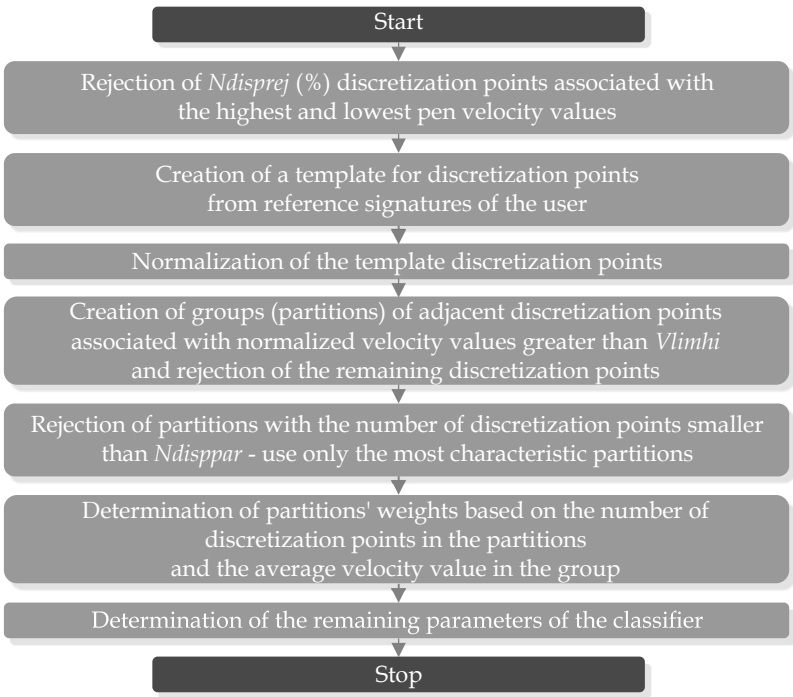 Start
Rejection of Ndisprej (%) discretization points associated with
the highest and lowest pen velocity values
Creation of a template for discretization points
from reference signatures of the user
Normalization of the template discretization points
Creation of groups (partitions) of adjacent discretization points
associated with normalized velocity values greater than Vlimhi
and rejection of the remaining discretization points
Rejection of partitions with the number of discretization points smaller
than Ndisppar - use only the most characteristic partitions
Determination of partitions' weights based on the number of
discretization points in the partitions
and the average velocity value in the group
Determination of the remaining parameters of the classifier
Stop